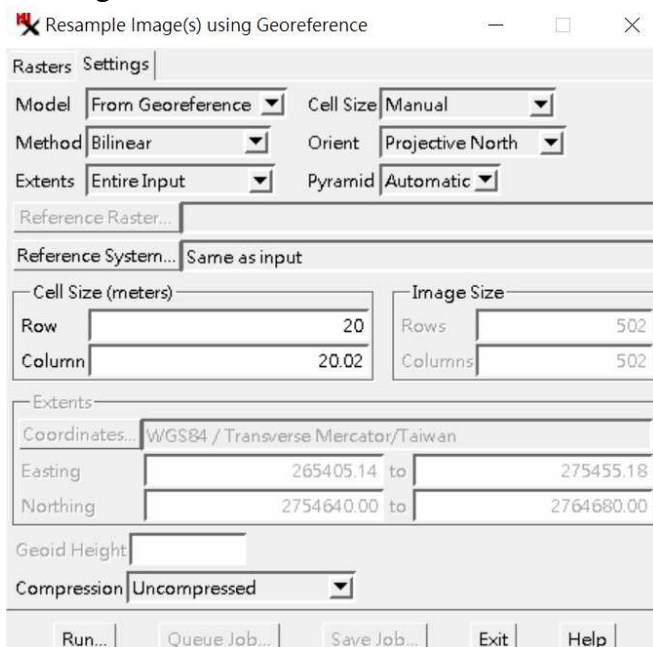 Resample Image(s) using Georeference
Rasters Settings
Model From Georeference Cell Size Manual
Method Bilinear Orient Projective North
Extents Entire Input Pyramid Automatic
Reference Raster...
Reference System... Same as input
Cell Size (meters) Image Size
Row 20 Rows 502
Column 20.02 Columns 502
Extents
Coordinates... WGS84 / Transverse Mercator/Taiwan
Easting 265405.14 to 275455.18
Northing 2754640.00 to 2764680.00
Geoid Height
Compression Uncompressed
Run... Queue Job... Save Job... Exit Help